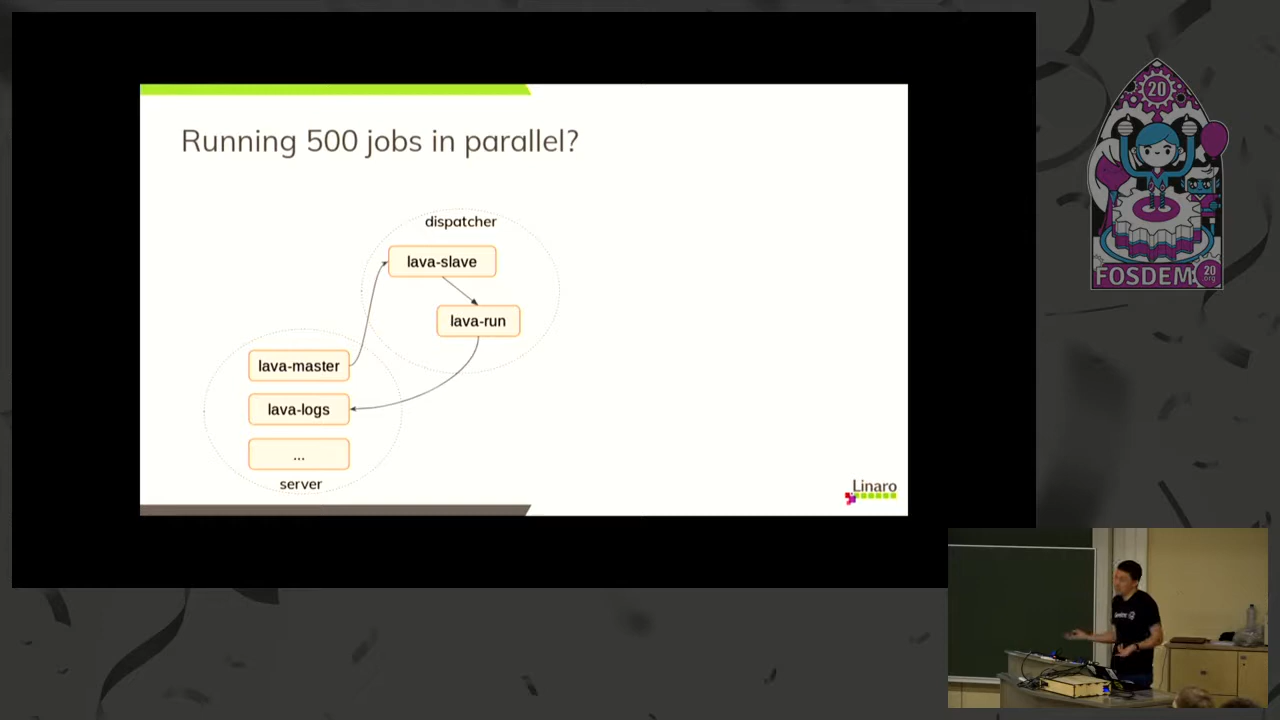 Running 500 jobs in parallel?
dispatcher
lava-slave
lava-run
lava-master
lava-logs
...
server
Linaro
20
FOSDEM
20
.org